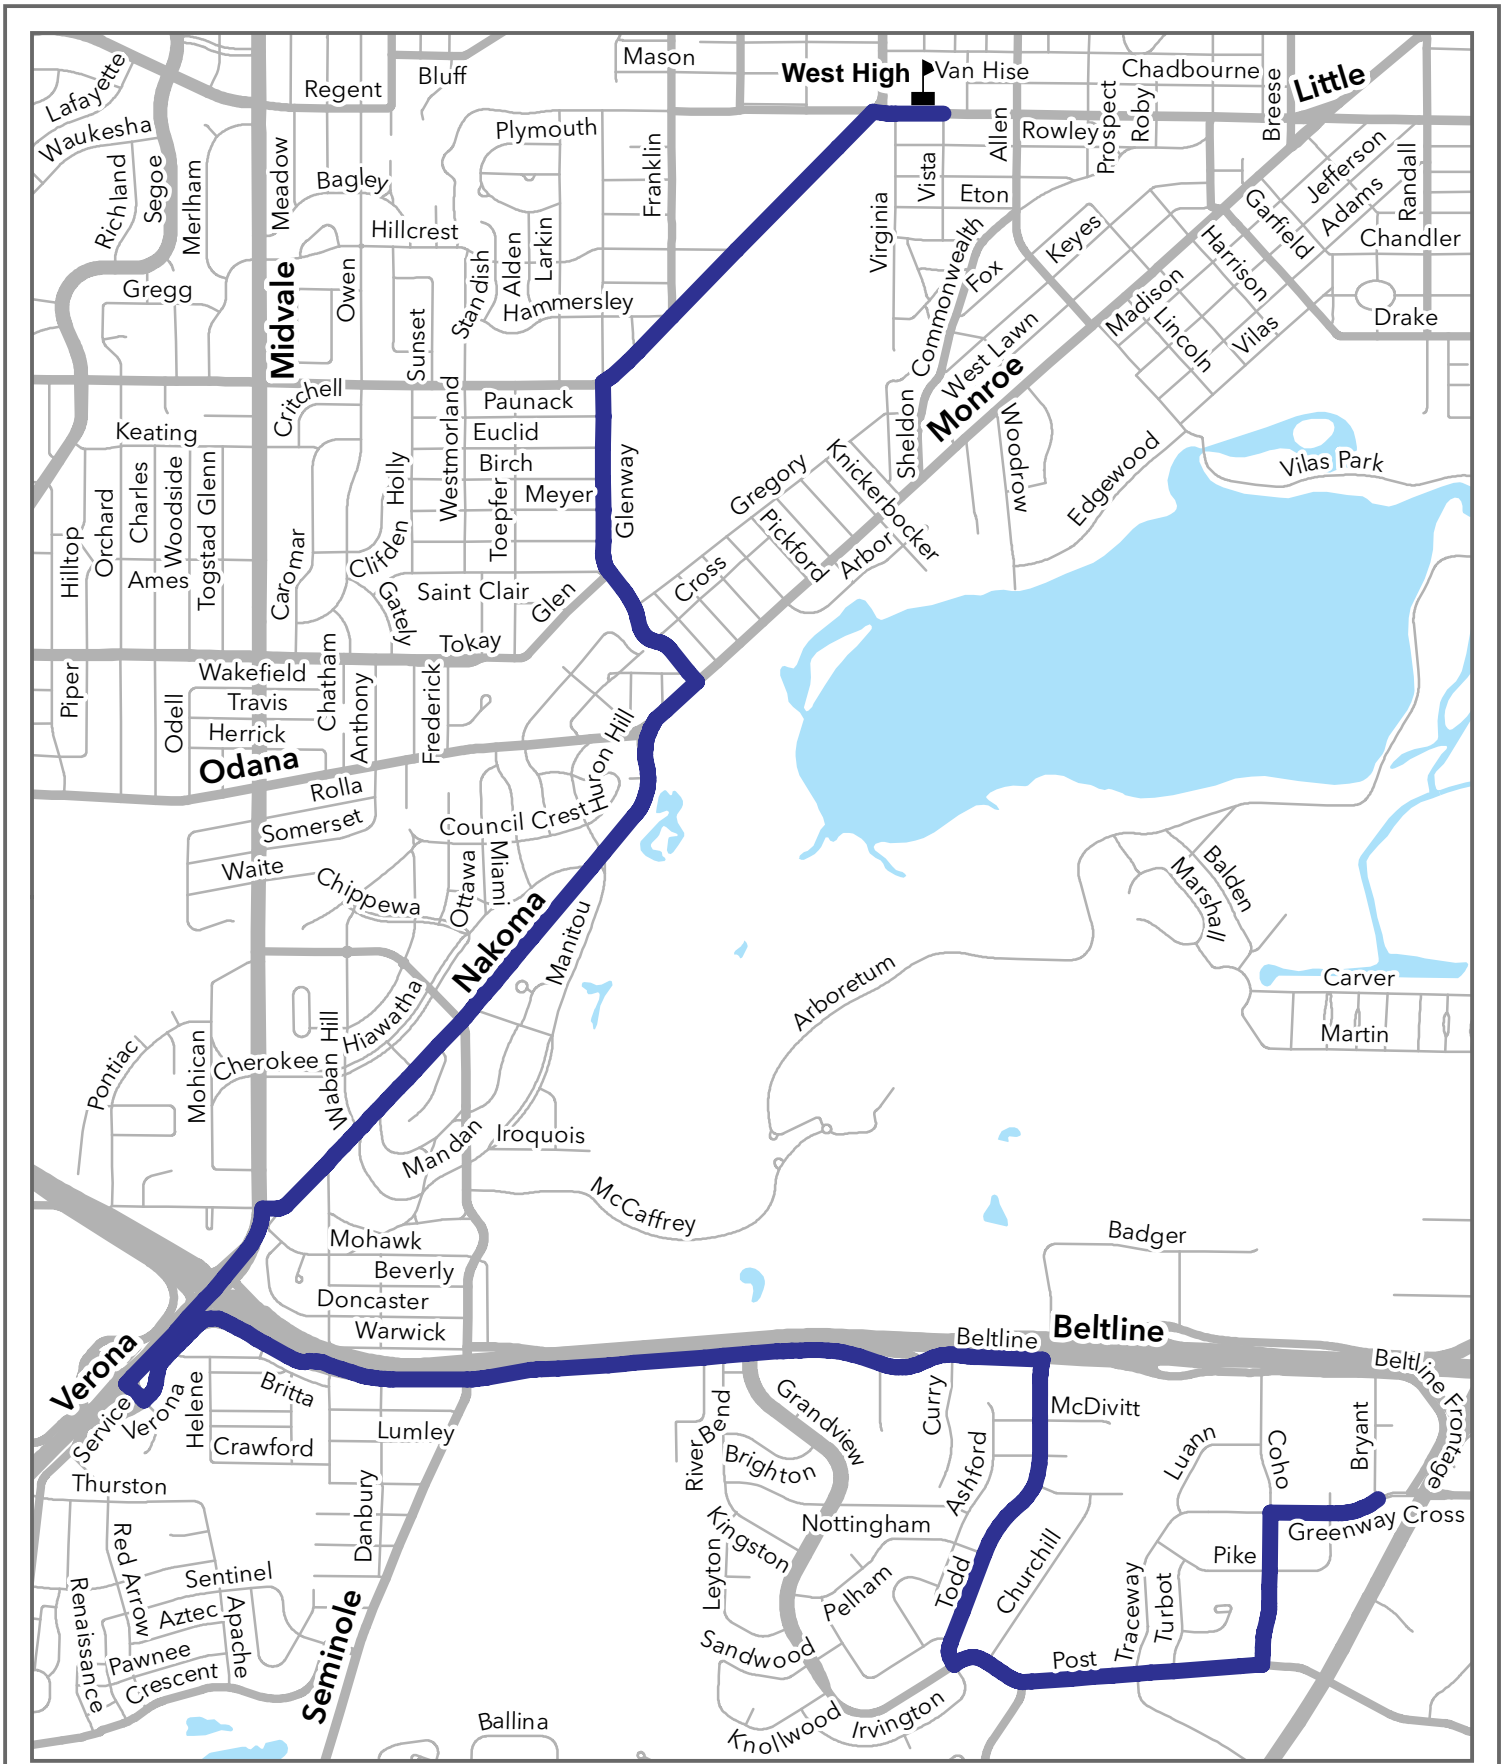 Mason
West High
Van Hise
Chadbourne
Little
Bluff
Regent
Lafayette
Waukesha
Plymouth
Breese
Roby
Prospect
Rowley
Allen
Jefferson
Randall
Adams
Garfield
Chandler
Meadow
Bagley
Franklin
Vista
Eton
Virginia
Richland
Segoe
Merlham
Hillcrest
Larkin
Alden
Standish
Commonwealth
Keyes
Fox
Harrison
Madison
Lincoln
Vilas
Drake
Gregg
Midvale
Owen
Sunset
Hammersley
West Lawn
Monroe
Critchell
Paunack
Keating
Euclid
Birch
Meyer
Glenway
Westmorland
Toepfer
Holly
Sheldon
Woodrow
Edgewood
Vilas Park
Knickerbocker
Gregory
Pickford
Arbor
Cross
Hilltop
Orchard
Charles
Woodside
Togstad Glenn
Ames
Caromar
Clifden
Gately
Saint Clair
Glen
Tokay
Piper
Odell
Wakefield
Travis
Herrick
Chatham
Anthony
Frederick
Odana
Huron Hill
Rolla
Somerset
Council Crest
Waite
Chippewa
Ottawa
Miami
Nakoma
Manitou
Balden
Marshall
Arboretum
Carver
Martin
Pontiac
Mohican
Cherokee
Hiawatha
Waban Hill
Mandan
Iroquois
McCaffrey
Mohawk
Beverly
Doncaster
Warwick
Badger
Beltline
Beltline
Beltline Frontage
Verona
Service
Verona
Helene
Britta
Crawford
Lumley
Thurston
Danbury
River Bend
Grandview
Brighton
Curry
McDivitt
Ashford
Luann
Coho
Bryant
Greenway Cross
Nottingham
Kingston
Leyton
Pelham
Todd
Churchill
Pike
Traceway
Turbot
Red Arrow
Sentinel
Aztec
Apache
Renaissance
Pawnee
Crescent
Seminole
Sandwood
Post
Knollwood
Irvington
Ballina